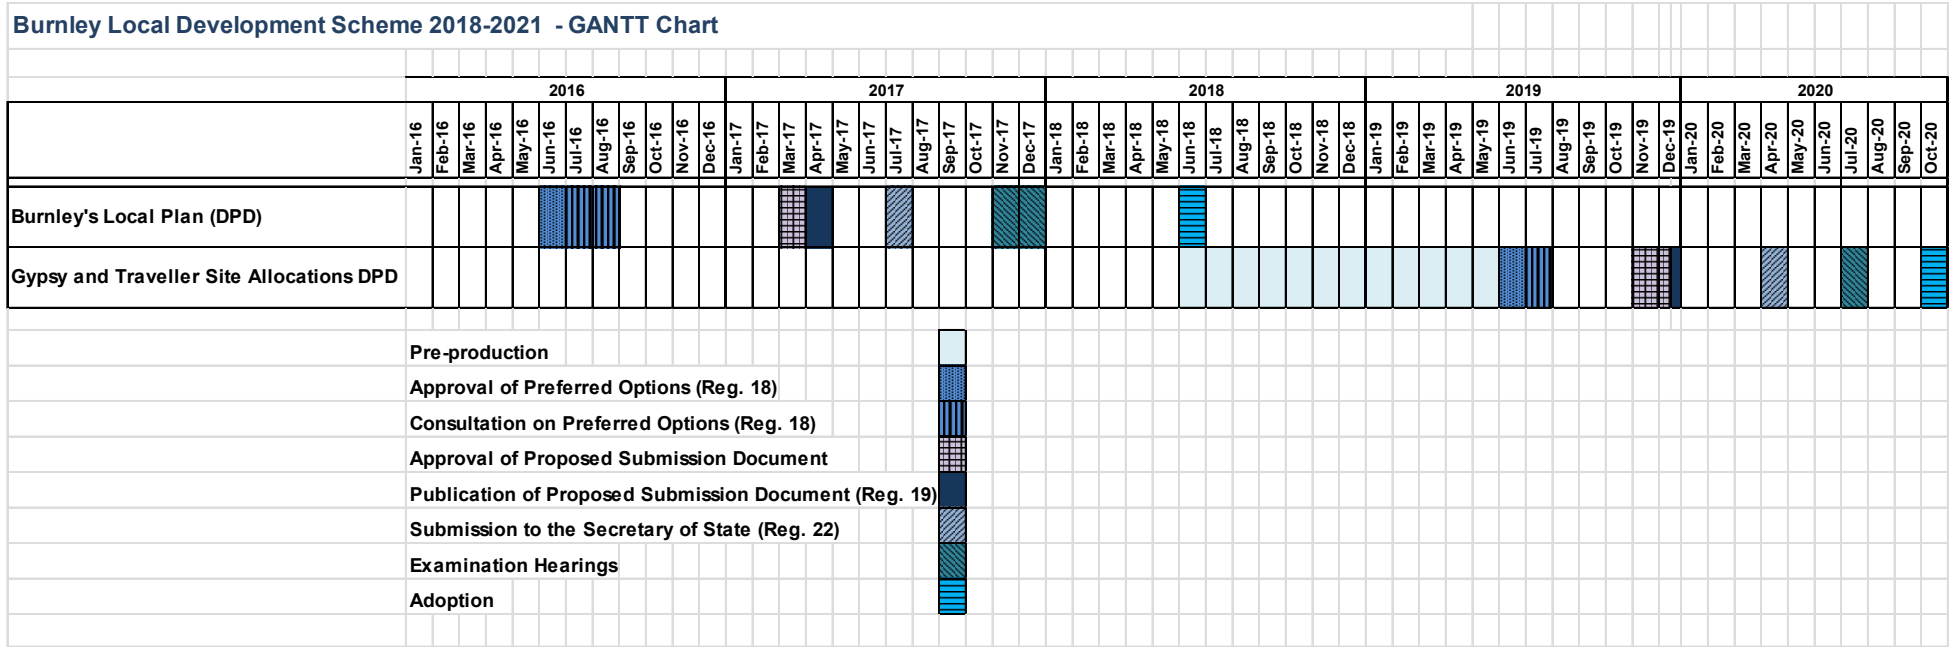 Burnley Local Development Scheme 2018-2021 - GANTT Chart
2016 2017 2018 2019 2020
Jan-16 Feb-16 Mar-16 Apr-16 May-16 Jun-16 Jul-16 Aug-16 Sep-16 Oct-16 Nov-16 Dec-16 Jan-17 Feb-17 Mar-17 Apr-17 May-17 Jun-17 Jul-17 Aug-17 Sep-17 Oct-17 Nov-17 Dec-17 Jan-18 Feb-18 Mar-18 Apr-18 May-18 Jun-18 Jul-18 Aug-18 Sep-18 Oct-18 Nov-18 Dec-18 Jan-19 Feb-19 Mar-19 Apr-19 May-19 Jun-19 Jul-19 Aug-19 Sep-19 Oct-19 Nov-19 Dec-19 Jan-20 Feb-20 Mar-20 Apr-20 May-20 Jun-20 Jul-20 Aug-20 Sep-20 Oct-20
Burnley's Local Plan (DPD)
Gypsy and Traveller Site Allocations DPD
Pre-production
Approval of Preferred Options (Reg. 18)
Consultation on Preferred Options (Reg. 18)
Approval of Proposed Submission Document
Publication of Proposed Submission Document (Reg. 19)
Submission to the Secretary of State (Reg. 22)
Examination Hearings
Adoption